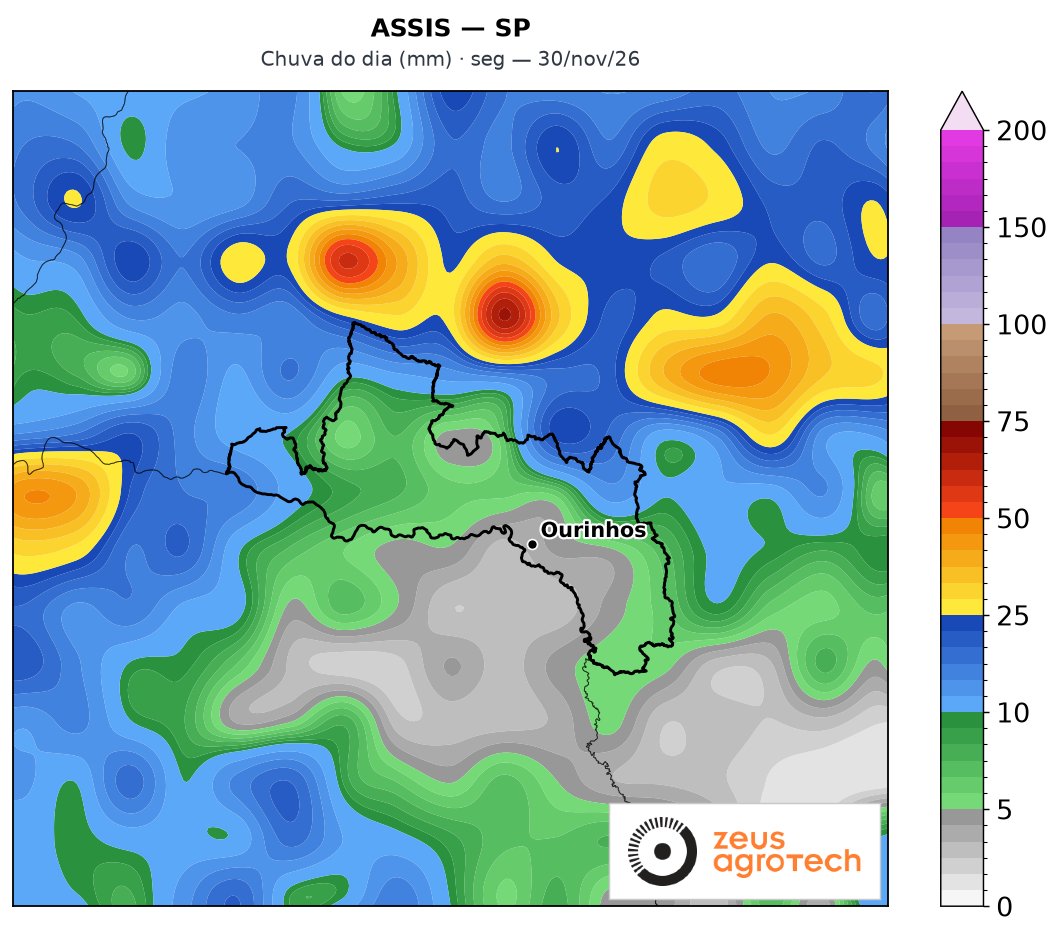 ASSIS — SP
Chuva do dia (mm) · seg — 30/nov/26
200
150
100
75
50
25
10
5
0
Ourinhos
zeus
agrotech